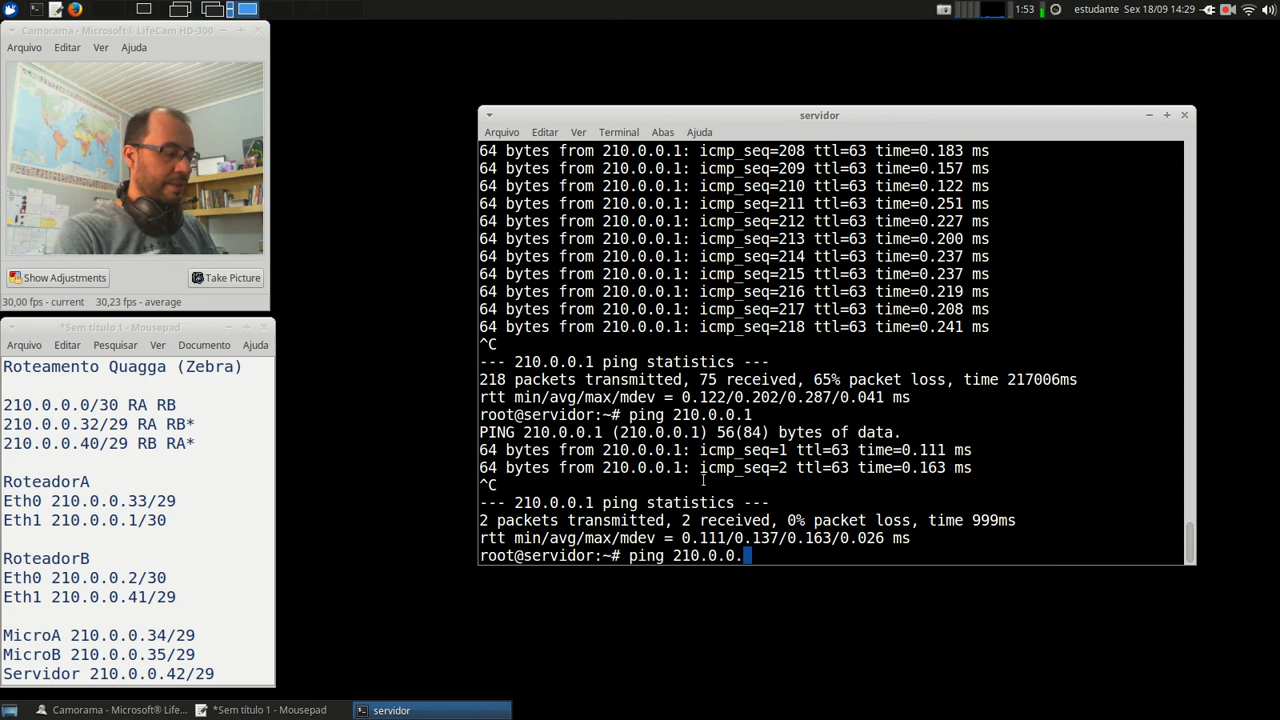 1:53
estudante
Sex 18/09 14:29
Camorama - Microsoft® LifeCam HD-300
Arquivo Editar Ver Ajuda
Show Adjustments
Take Picture
30,00 fps - current 30,23 fps - average
*Sem título 1 - Mousepad
Arquivo Editar Pesquisar Ver Documento Ajuda
Roteamento Quagga (Zebra)
210.0.0.0/30 RA RB
210.0.0.32/29 RA RB*
210.0.0.40/29 RB RA*
RoteadorA
Eth0 210.0.0.33/29
Eth1 210.0.0.1/30
RoteadorB
Eth0 210.0.0.2/30
Eth1 210.0.0.41/29
MicroA 210.0.0.34/29
MicroB 210.0.0.35/29
Servidor 210.0.0.42/29
servidor
Arquivo Editar Ver Terminal Abas Ajuda
64 bytes from 210.0.0.1: icmp_seq=208 ttl=63 time=0.183 ms
64 bytes from 210.0.0.1: icmp_seq=209 ttl=63 time=0.157 ms
64 bytes from 210.0.0.1: icmp_seq=210 ttl=63 time=0.122 ms
64 bytes from 210.0.0.1: icmp_seq=211 ttl=63 time=0.251 ms
64 bytes from 210.0.0.1: icmp_seq=212 ttl=63 time=0.227 ms
64 bytes from 210.0.0.1: icmp_seq=213 ttl=63 time=0.200 ms
64 bytes from 210.0.0.1: icmp_seq=214 ttl=63 time=0.237 ms
64 bytes from 210.0.0.1: icmp_seq=215 ttl=63 time=0.237 ms
64 bytes from 210.0.0.1: icmp_seq=216 ttl=63 time=0.219 ms
64 bytes from 210.0.0.1: icmp_seq=217 ttl=63 time=0.208 ms
64 bytes from 210.0.0.1: icmp_seq=218 ttl=63 time=0.241 ms
^C
--- 210.0.0.1 ping statistics ---
218 packets transmitted, 75 received, 65% packet loss, time 217006ms
rtt min/avg/max/mdev = 0.122/0.202/0.287/0.041 ms
root@servidor:~# ping 210.0.0.1
PING 210.0.0.1 (210.0.0.1) 56(84) bytes of data.
64 bytes from 210.0.0.1: icmp_seq=1 ttl=63 time=0.111 ms
64 bytes from 210.0.0.1: icmp_seq=2 ttl=63 time=0.163 ms
^C
--- 210.0.0.1 ping statistics ---
2 packets transmitted, 2 received, 0% packet loss, time 999ms
rtt min/avg/max/mdev = 0.111/0.137/0.163/0.026 ms
root@servidor:~# ping 210.0.0.
Camorama - Microsoft® LifeC...
*Sem título 1 - Mousepad
servidor